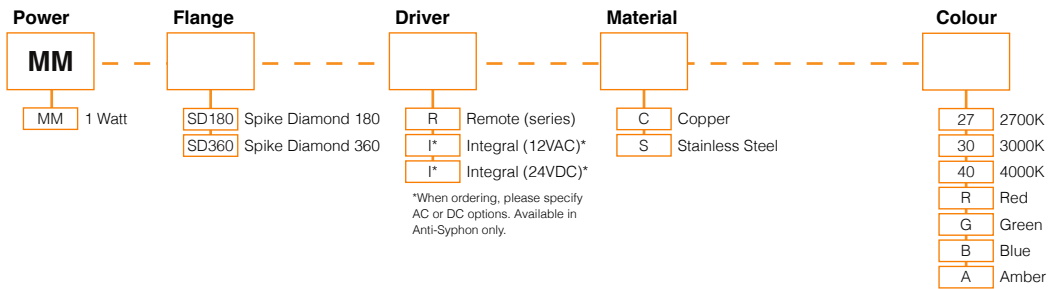 Power
Flange
Driver
Material
Colour
MM
MM 1 Watt
SD180 Spike Diamond 180
SD360 Spike Diamond 360
R Remote (series)
I* Integral (12VAC)*
I* Integral (24VDC)*
*When ordering, please specify
AC or DC options. Available in
Anti-Syphon only.
C Copper
S Stainless Steel
27 2700K
30 3000K
40 4000K
R Red
G Green
B Blue
A Amber